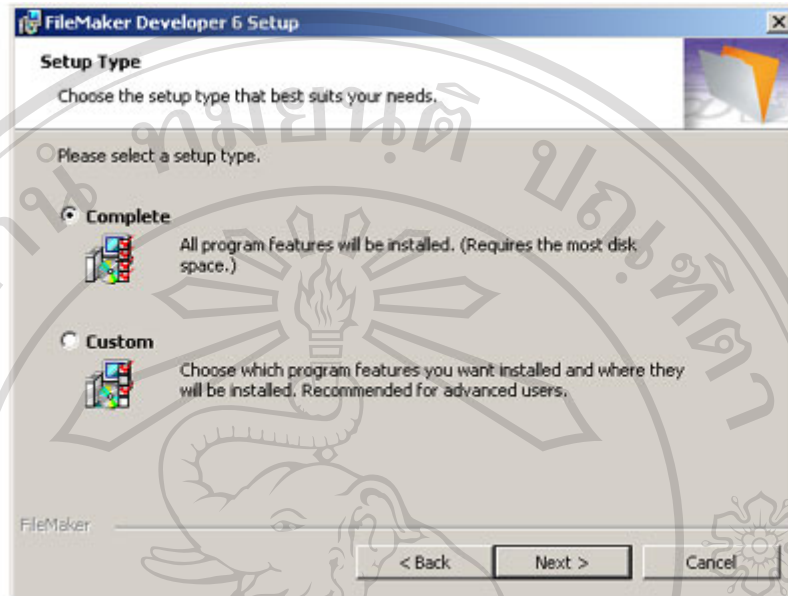 FileMaker Developer 6 Setup
Setup Type
Choose the setup type that best suits your needs.
Please select a setup type.
Complete
All program features will be installed. (Requires the most disk
space.)
Custom
Choose which program features you want installed and where they
will be installed. Recommended for advanced users.
FileMaker
< Back
Next >
Cancel